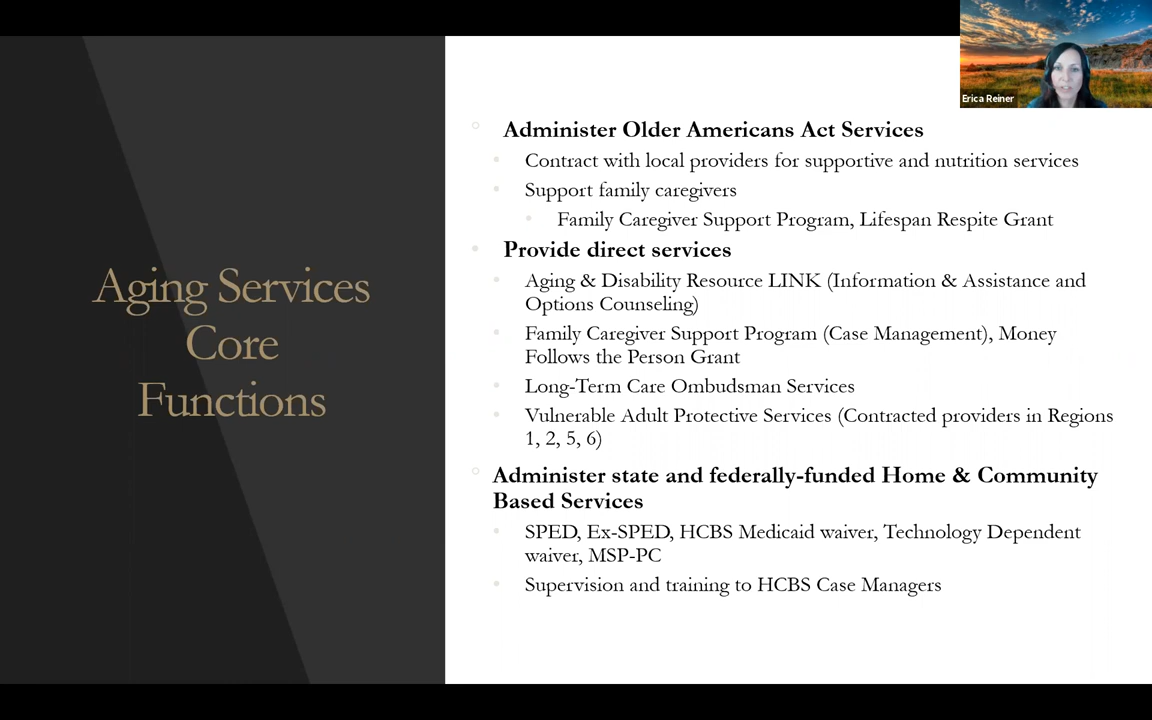 Erica Reiner
Aging Services
Core
Functions
Administer Older Americans Act Services
Contract with local providers for supportive and nutrition services
Support family caregivers
Family Caregiver Support Program, Lifespan Respite Grant
Provide direct services
Aging & Disability Resource LINK (Information & Assistance and
Options Counseling)
Family Caregiver Support Program (Case Management), Money
Follows the Person Grant
Long-Term Care Ombudsman Services
Vulnerable Adult Protective Services (Contracted providers in Regions
1, 2, 5, 6)
Administer state and federally-funded Home & Community
Based Services
SPED, Ex-SPED, HCBS Medicaid waiver, Technology Dependent
waiver, MSP-PC
Supervision and training to HCBS Case Managers